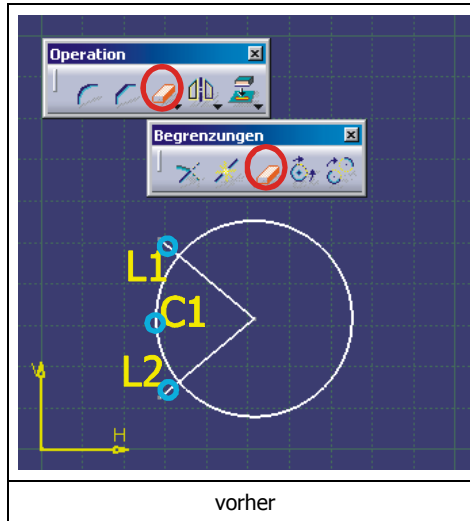 Operation
Begrenzungen
L1
C1
L2
V
H
vorher